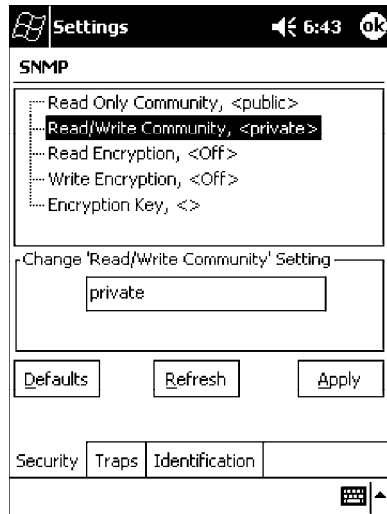 Settings 6:43 ok
SNMP
Read Only Community, <public>
Read/Write Community, <private>
Read Encryption, <Off>
Write Encryption, <Off>
Encryption Key, <>
Change 'Read/Write Community' Setting
private
Defaults Refresh Apply
Security Traps Identification